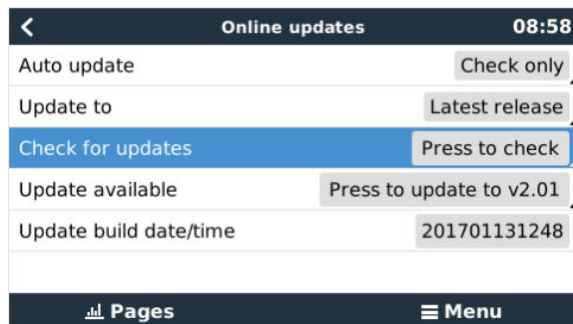 Online updates 08:58
Auto update Check only
Update to Latest release
Check for updates Press to check
Update available Press to update to v2.01
Update build date/time 201701131248
Pages Menu